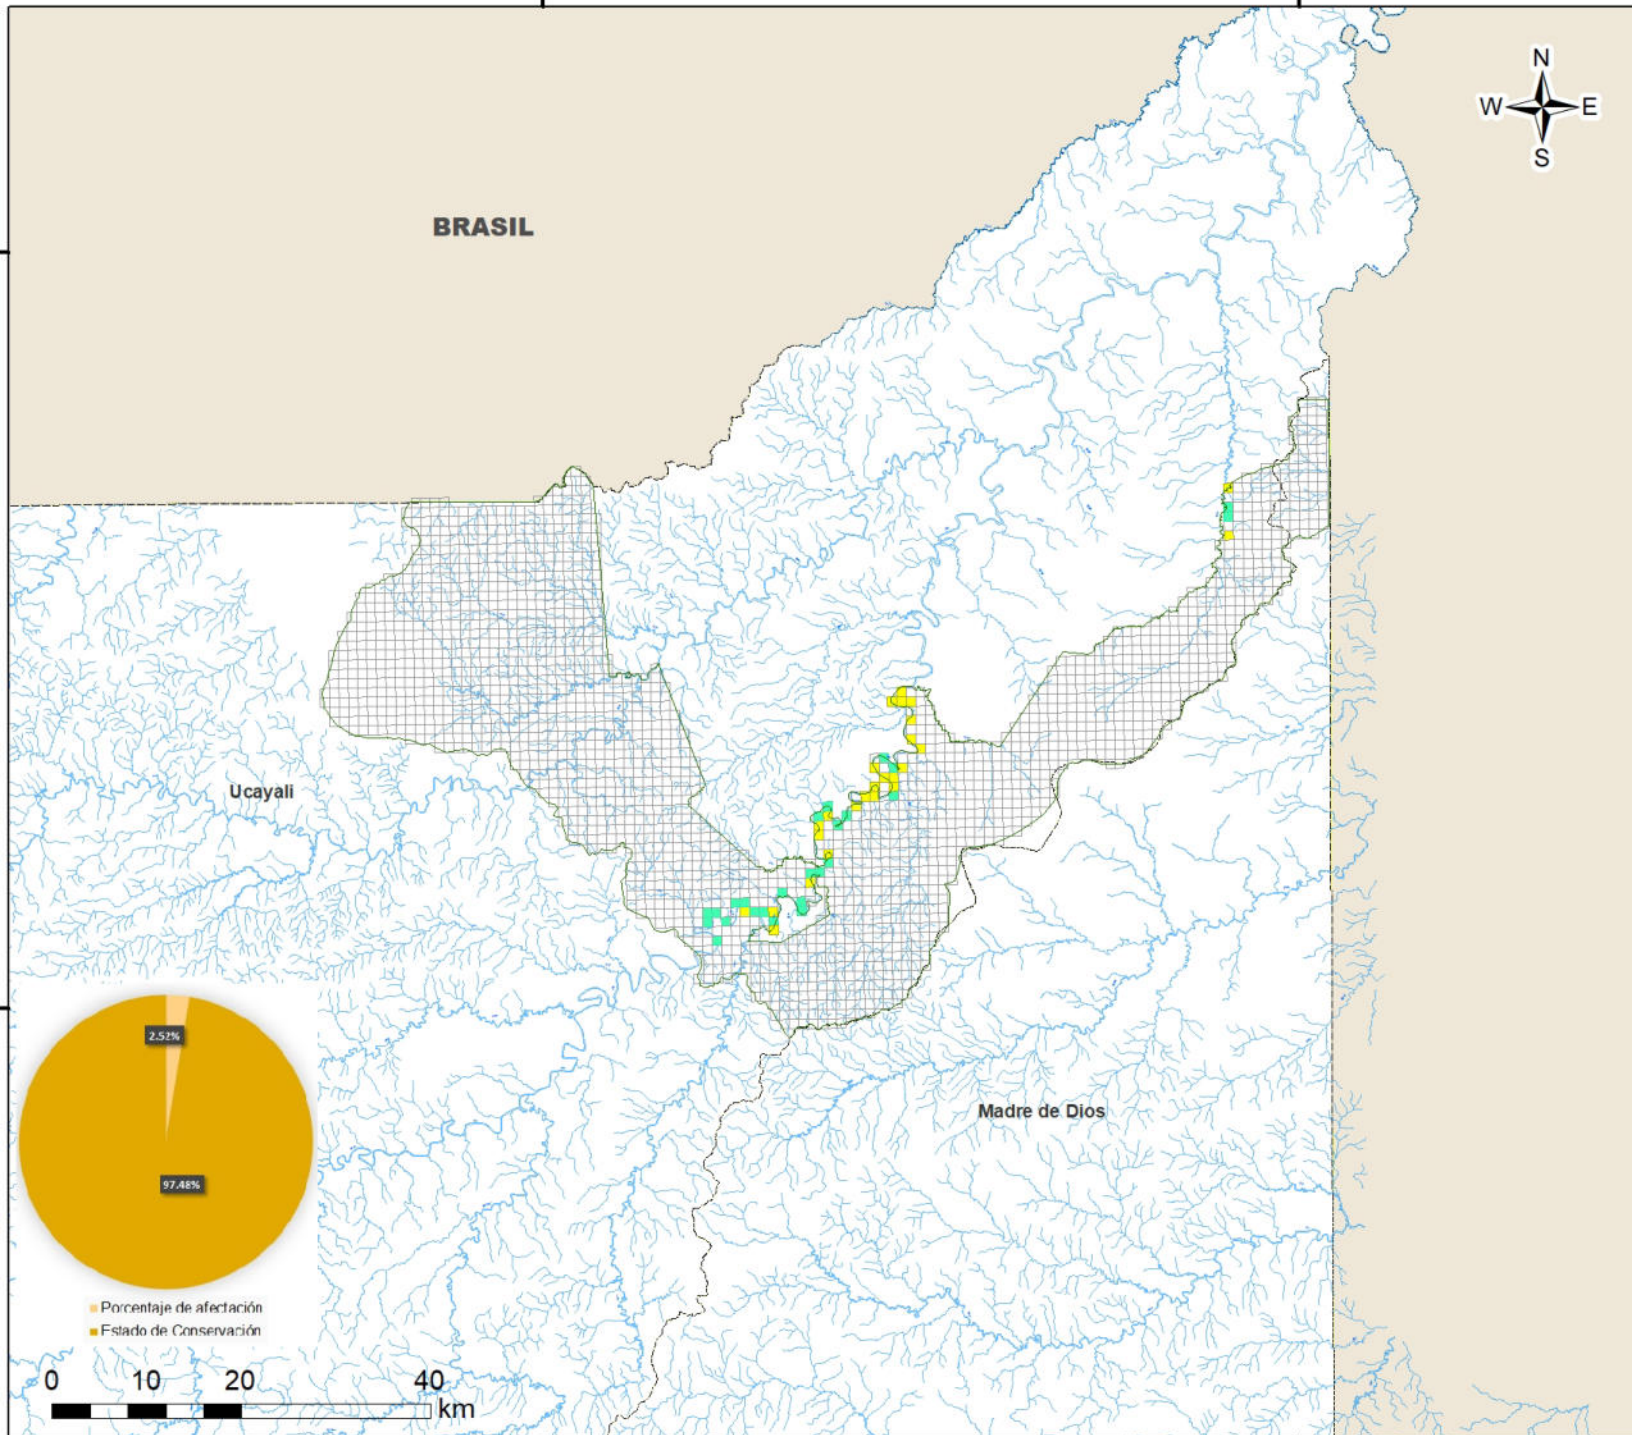 N
W E
S
BRASIL
Ucayali
Madre de Dios
2.52%
97.48%
Porcentaje de afectación
Estado de Conservación
0 10 20 40
km